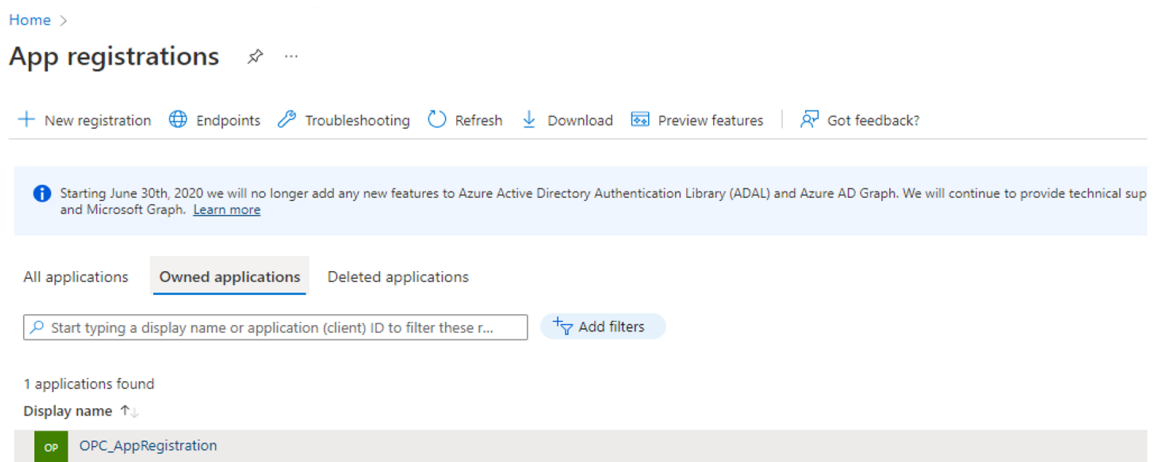 Home
App registrations
New registration Endpoints Troubleshooting Refresh Download Preview features Got feedback?
Starting June 30th, 2020 we will no longer add any new features to Azure Active Directory Authentication Library (ADAL) and Azure AD Graph. We will continue to provide technical sup
and Microsoft Graph. Learn more
All applications Owned applications Deleted applications
Start typing a display name or application (client) ID to filter these r... Add filters
1 applications found
Display name
OP OPC_AppRegistration